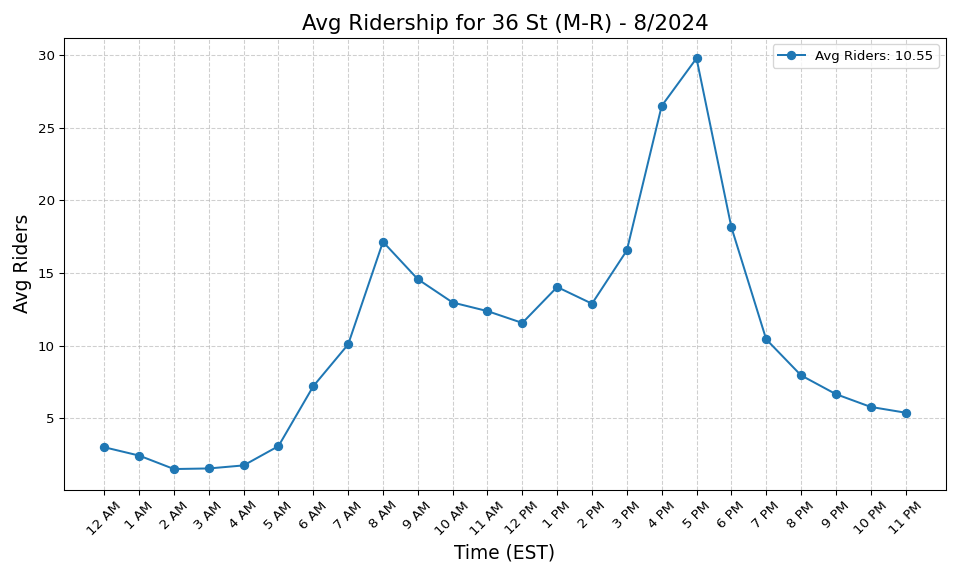 Avg Ridership for 36 St (M-R) - 8/2024
Avg Riders: 10.55
Avg Riders
30
25
20
15
10
5
12 AM
1 AM
2 AM
3 AM
4 AM
5 AM
6 AM
7 AM
8 AM
9 AM
10 AM
11 AM
12 PM
1 PM
2 PM
3 PM
4 PM
5 PM
6 PM
7 PM
8 PM
9 PM
10 PM
11 PM
Time (EST)